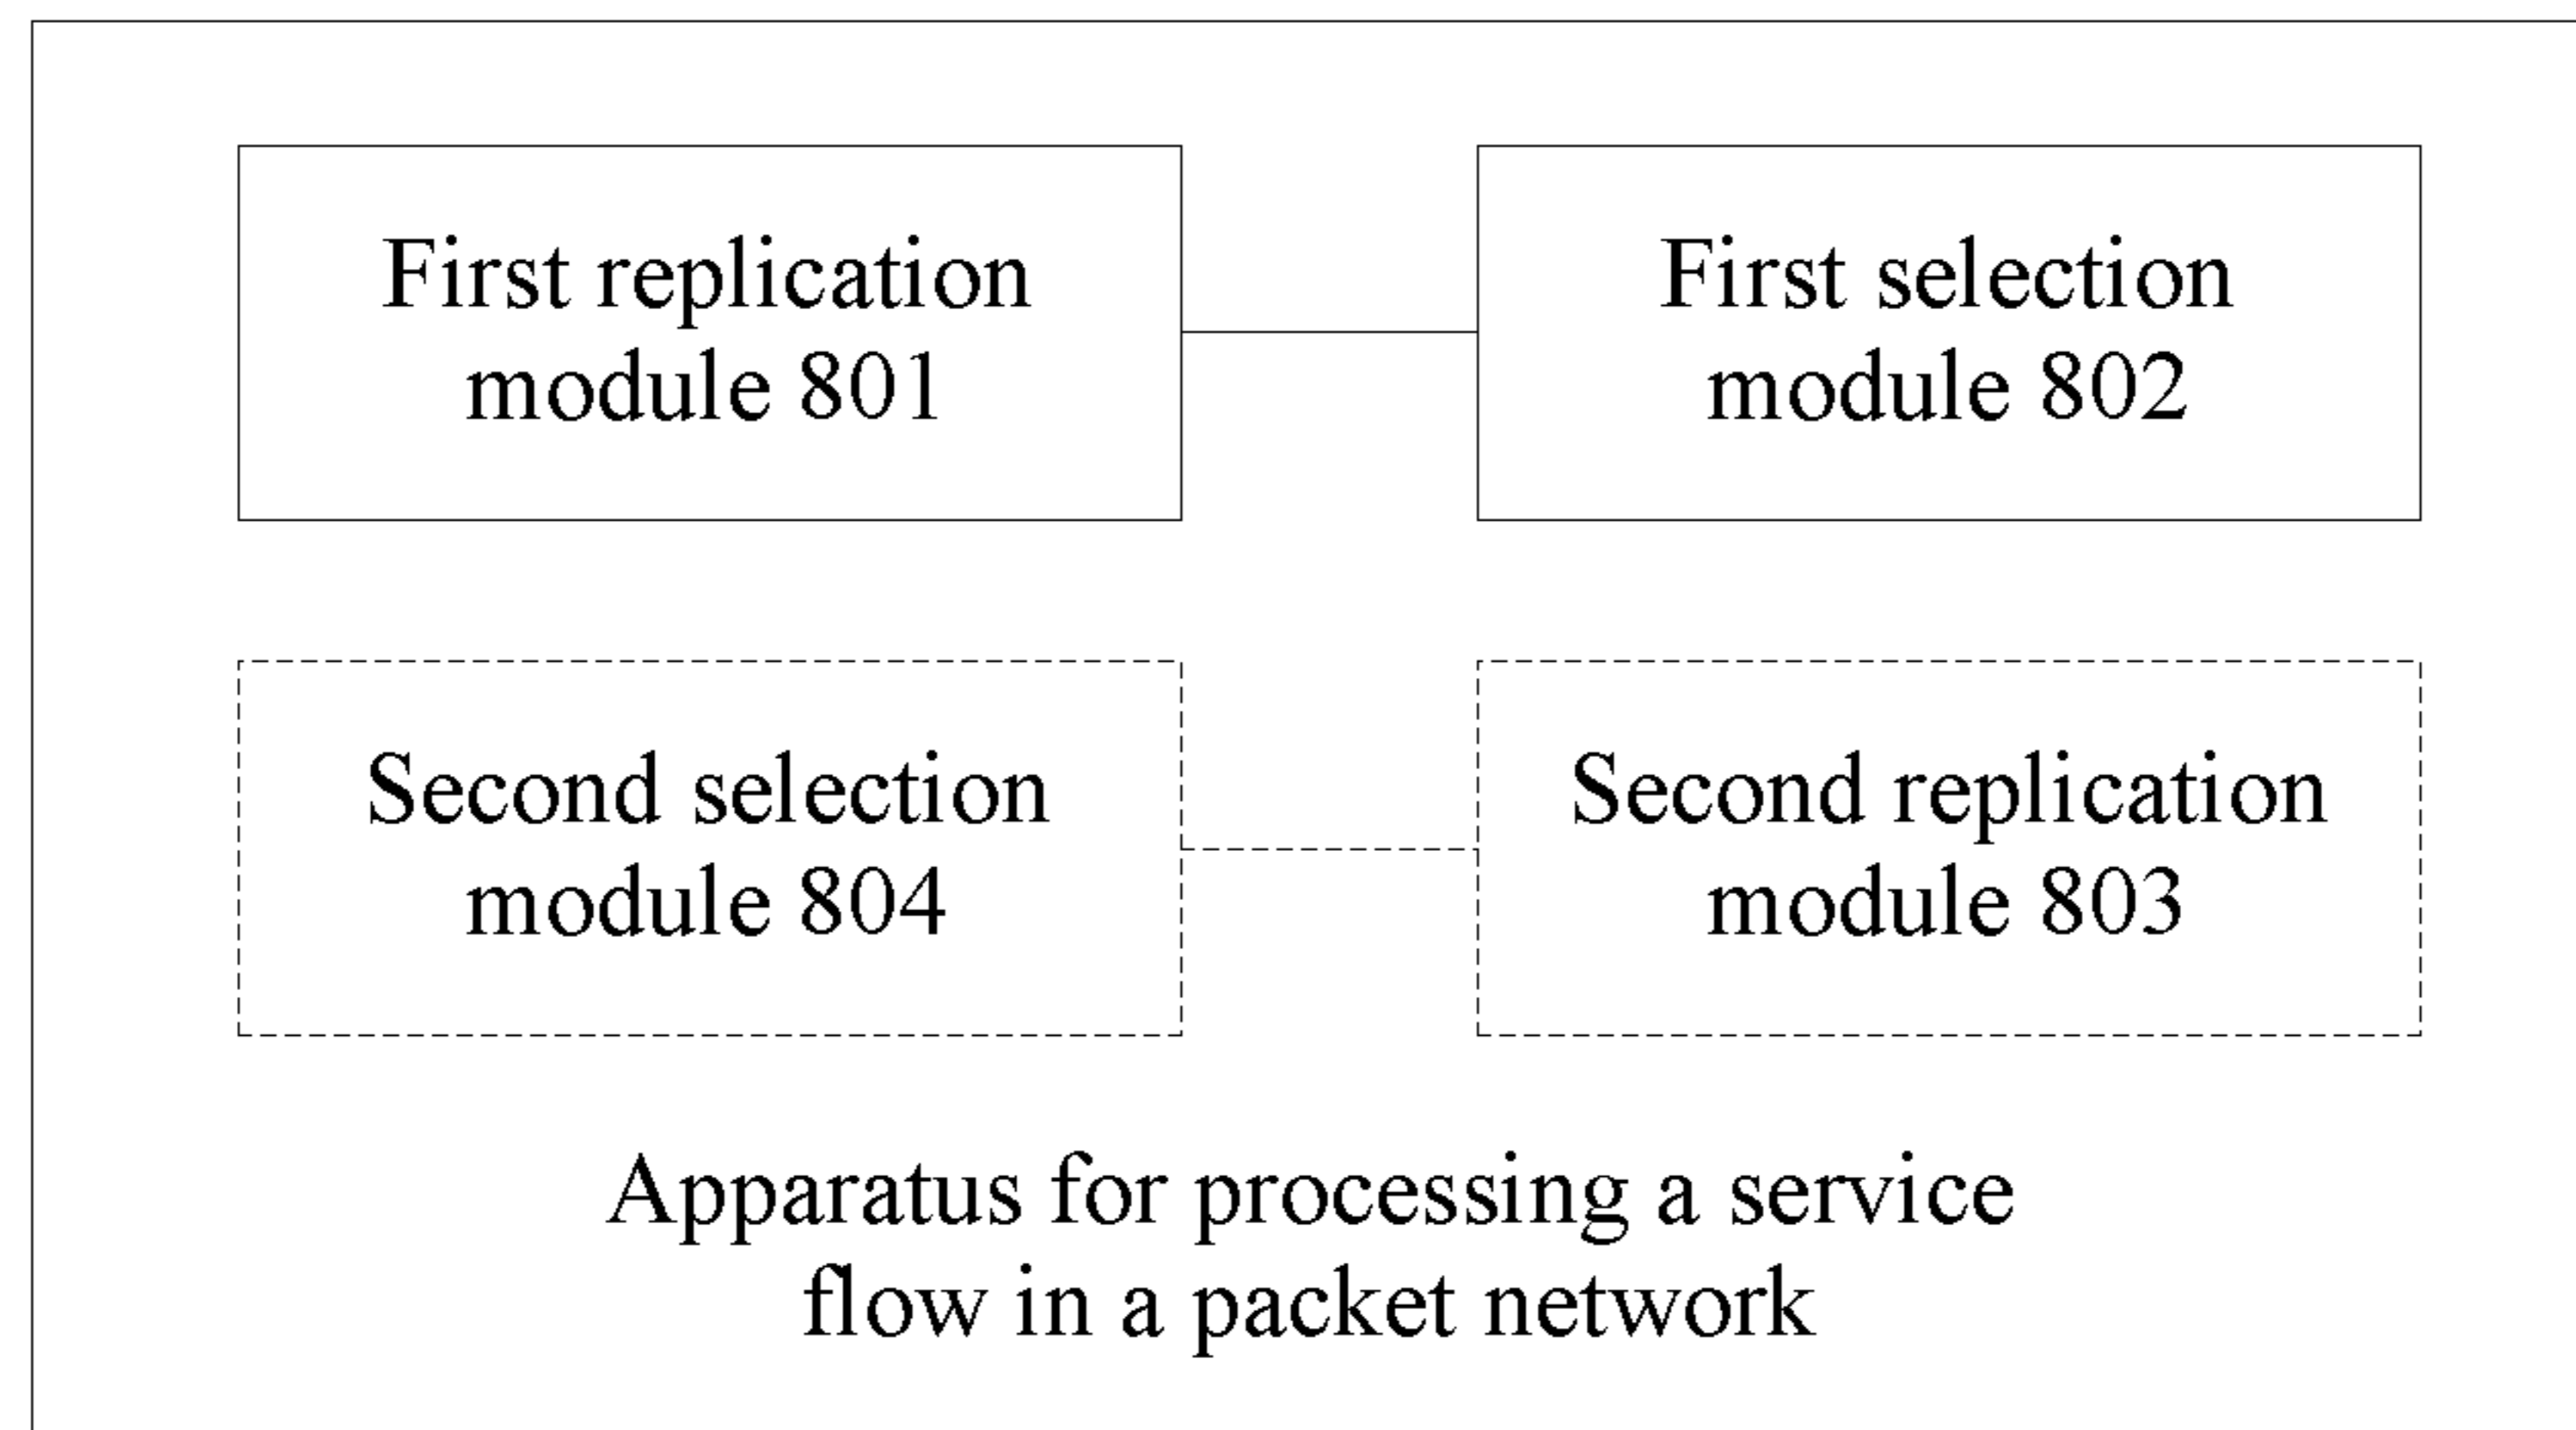 First replication
module 801
First selection
module 802
Second selection
module 804
Second replication
module 803
Apparatus for processing a service
flow in a packet network